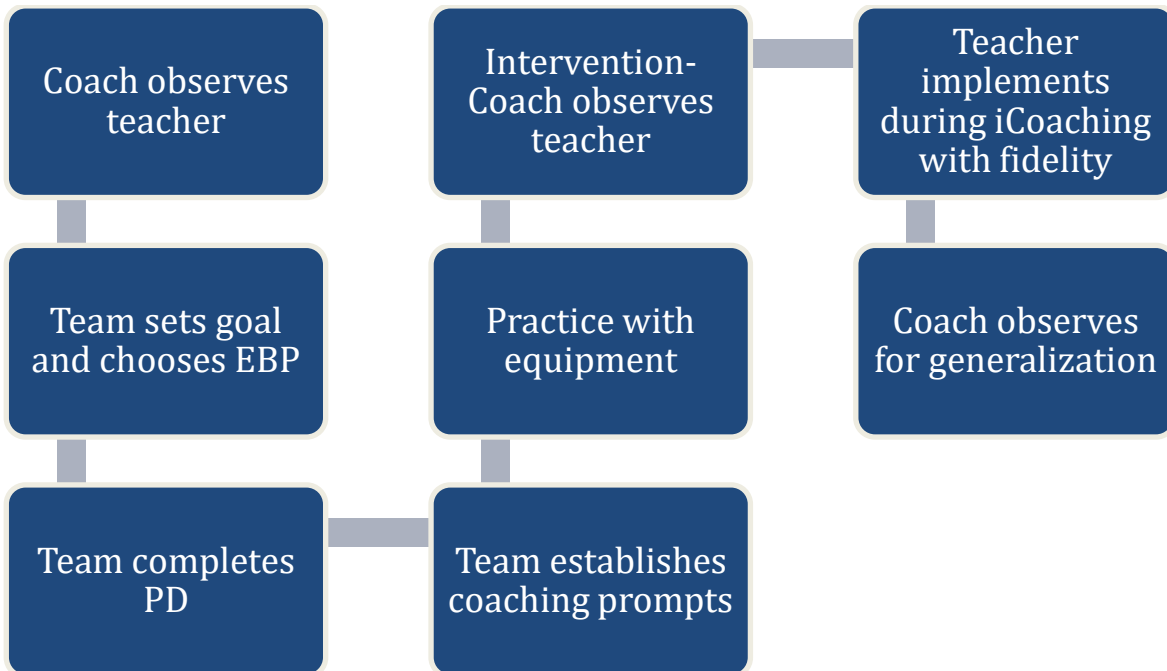 Coach observes
teacher
Team sets goal
and chooses EBP
Team completes
PD
Team establishes
coaching prompts
Practice with
equipment
Intervention-
Coach observes
teacher
Teacher
implements
during iCoaching
with fidelity
Coach observes
for generalization